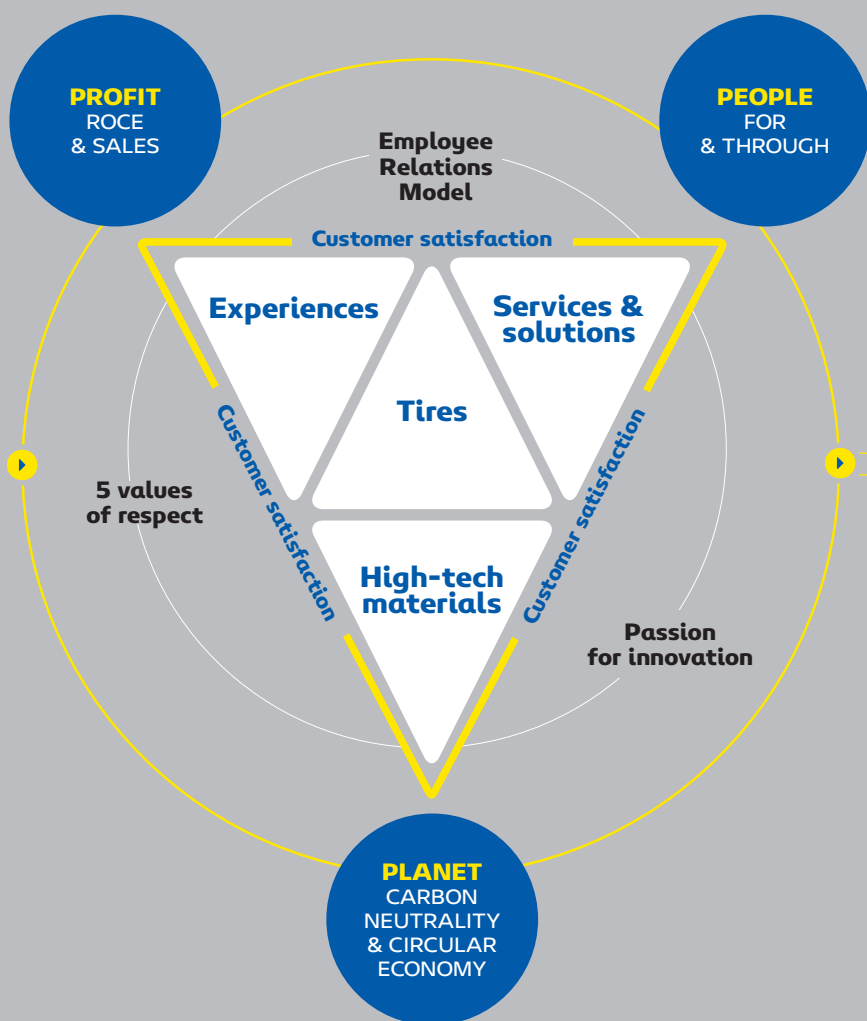 PROFIT
ROCE
& SALES
PEOPLE
FOR
& THROUGH
Employee
Relations
Model
Customer satisfaction
Experiences
Services &
solutions
Tires
Customer satisfaction
Customer satisfaction
5 values
of respect
High-tech
materials
Passion
for innovation
PLANET
CARBON
NEUTRALITY
& CIRCULAR
ECONOMY